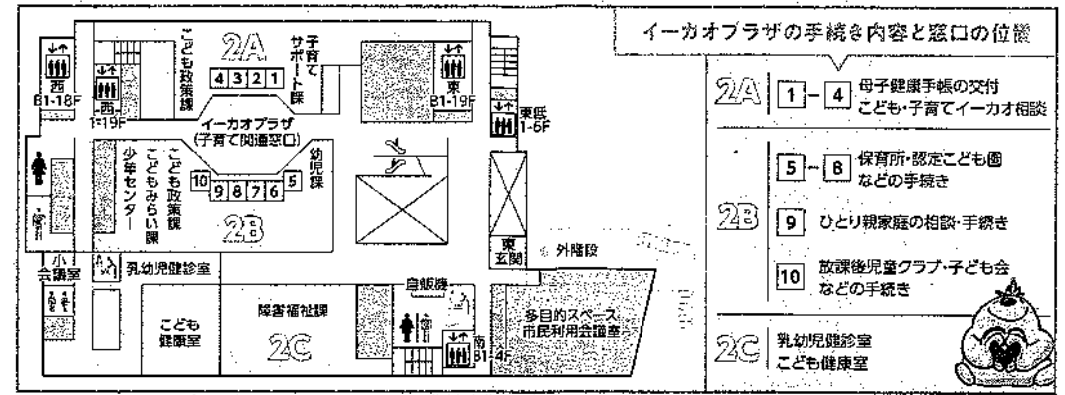 イーカオプラザの手続き内容と窓口の位置
2A
1-4
母子健康手帳の交付
こども・子育てイーカオ相談
2B
5-8
保育所・認定こども園
などの手続き
9
ひとり親家庭の相談・手続き
10
放課後児童クラブ・子ども会
などの手続き
2C
乳幼児健診室
こども健康室
西
B1-18F
西
1-19F
こども政策課
2A
子育て
サポート課
4 3 2 1
東
B1-19F
東低
1-6F
イーカオプラザ
(子育て関連窓口)
幼児課
10 9 8 7 6 5
2B
こども政策課
こどもみらい課
少年センター
小
会議室
乳幼児健診室
こども
健康室
障害福祉課
2C
自販機
南
B1-4F
東
玄関
外階段
多目的スペース
市民利用会議室